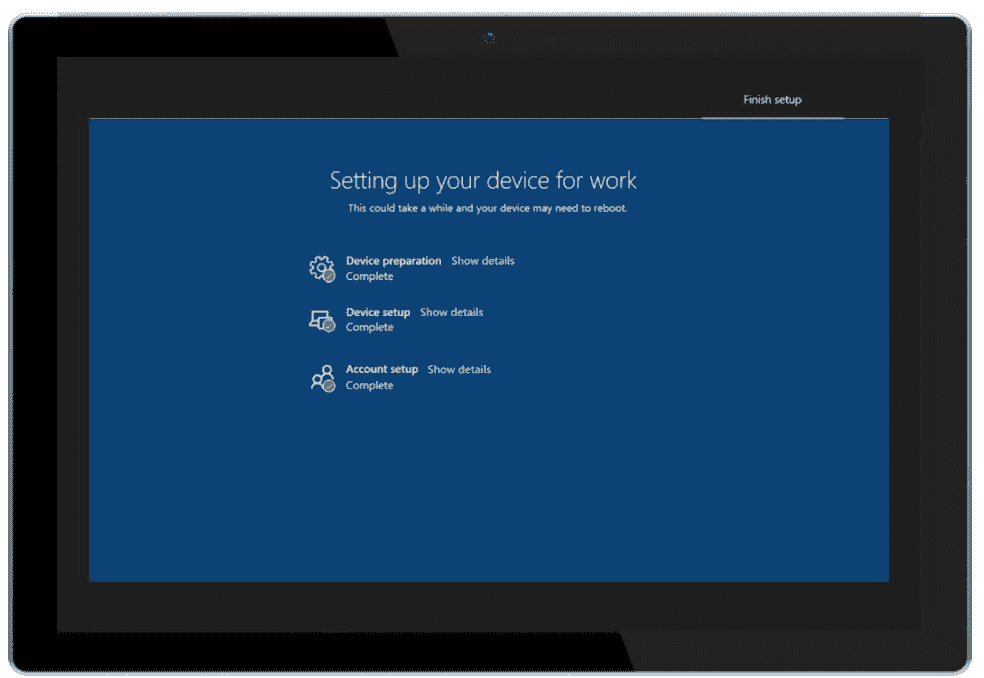 Finish setup
Setting up your device for work
This could take a while and your device may need to reboot.
Device preparation Show details
Complete
Device setup Show details
Complete
Account setup Show details
Complete